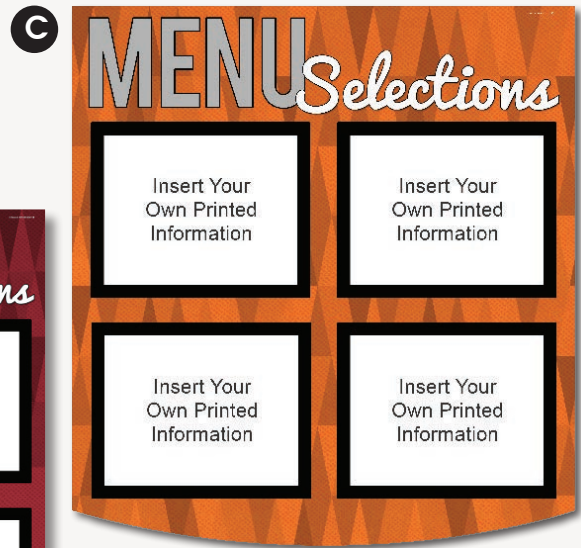 C
MENU Selections
Insert Your
Own Printed
Information
Insert Your
Own Printed
Information
ns
Insert Your
Own Printed
Information
Insert Your
Own Printed
Information